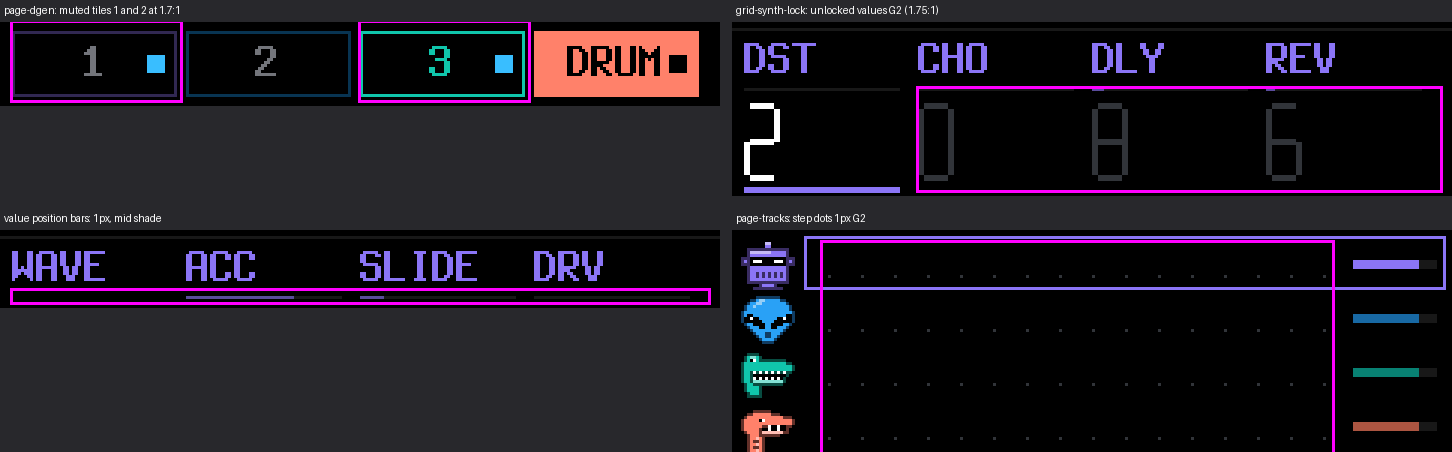 page-dgen: muted tiles 1 and 2 at 1.7:1
1 2 3 DRUM
grid-synth-lock: unlocked values G2 (1.75:1)
DST CHO DLY REV
2 0 8 6
value position bars: 1px, mid shade
WAVE ACC SLIDE DRV
page-tracks: step dots 1px G2